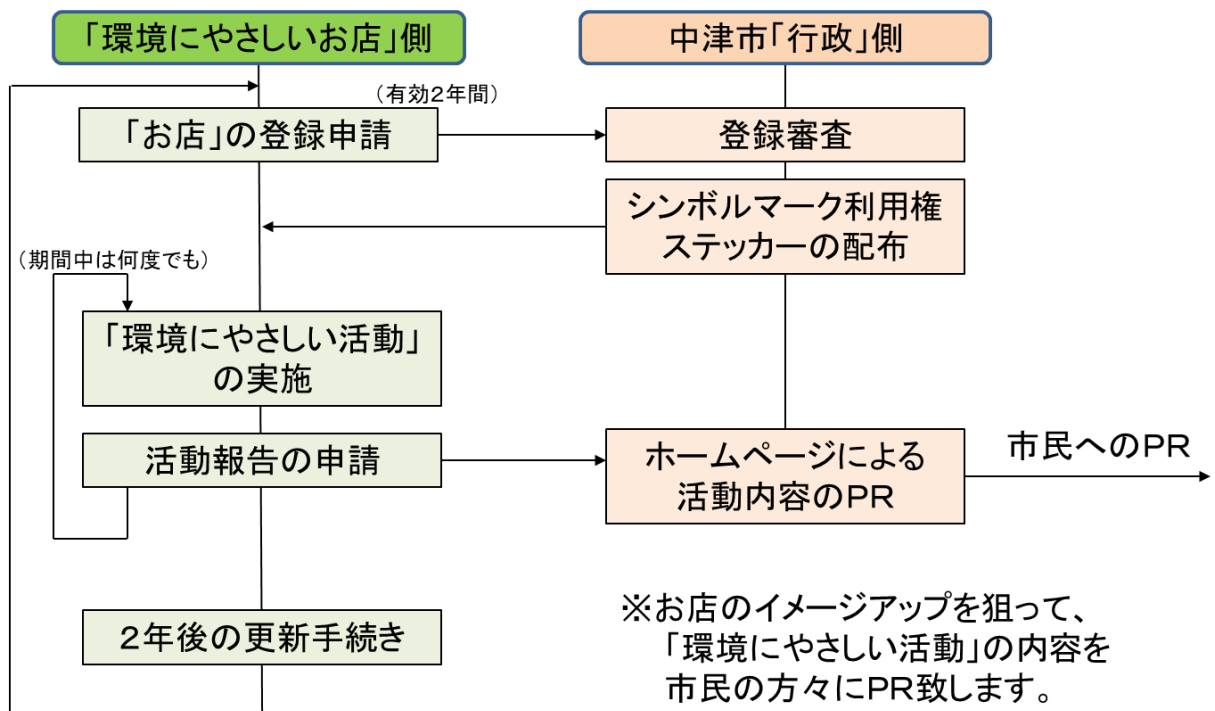 「環境にやさしいお店」側
中津市「行政」側
(有効2年間)
「お店」の登録申請
登録審査
シンボルマーク利用権
ステッカーの配布
(期間中は何度でも)
「環境にやさしい活動」
の実施
活動報告の申請
ホームページによる
活動内容のPR
市民へのPR
2年後の更新手続き
※お店のイメージアップを狙って、
「環境にやさしい活動」の内容を
市民の方々にPR致します。